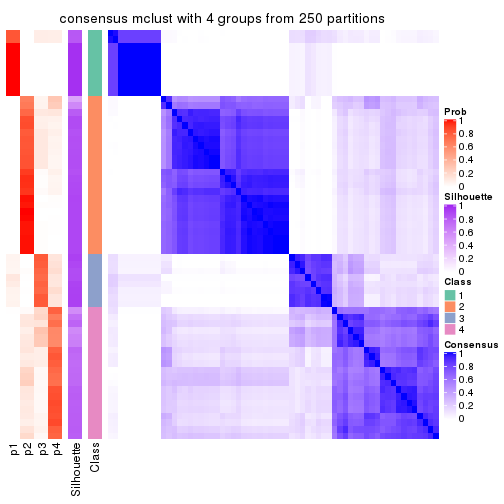 consensus mclust with 4 groups from 250 partitions
Prob
1
0.8
0.6
0.4
0.2
0
Silhouette
1
0.8
0.6
0.4
0.2
0
Class
1
2
3
4
Consensus
1
0.8
0.6
0.4
0.2
0
p1
p2
p3
p4
Silhouette
Class